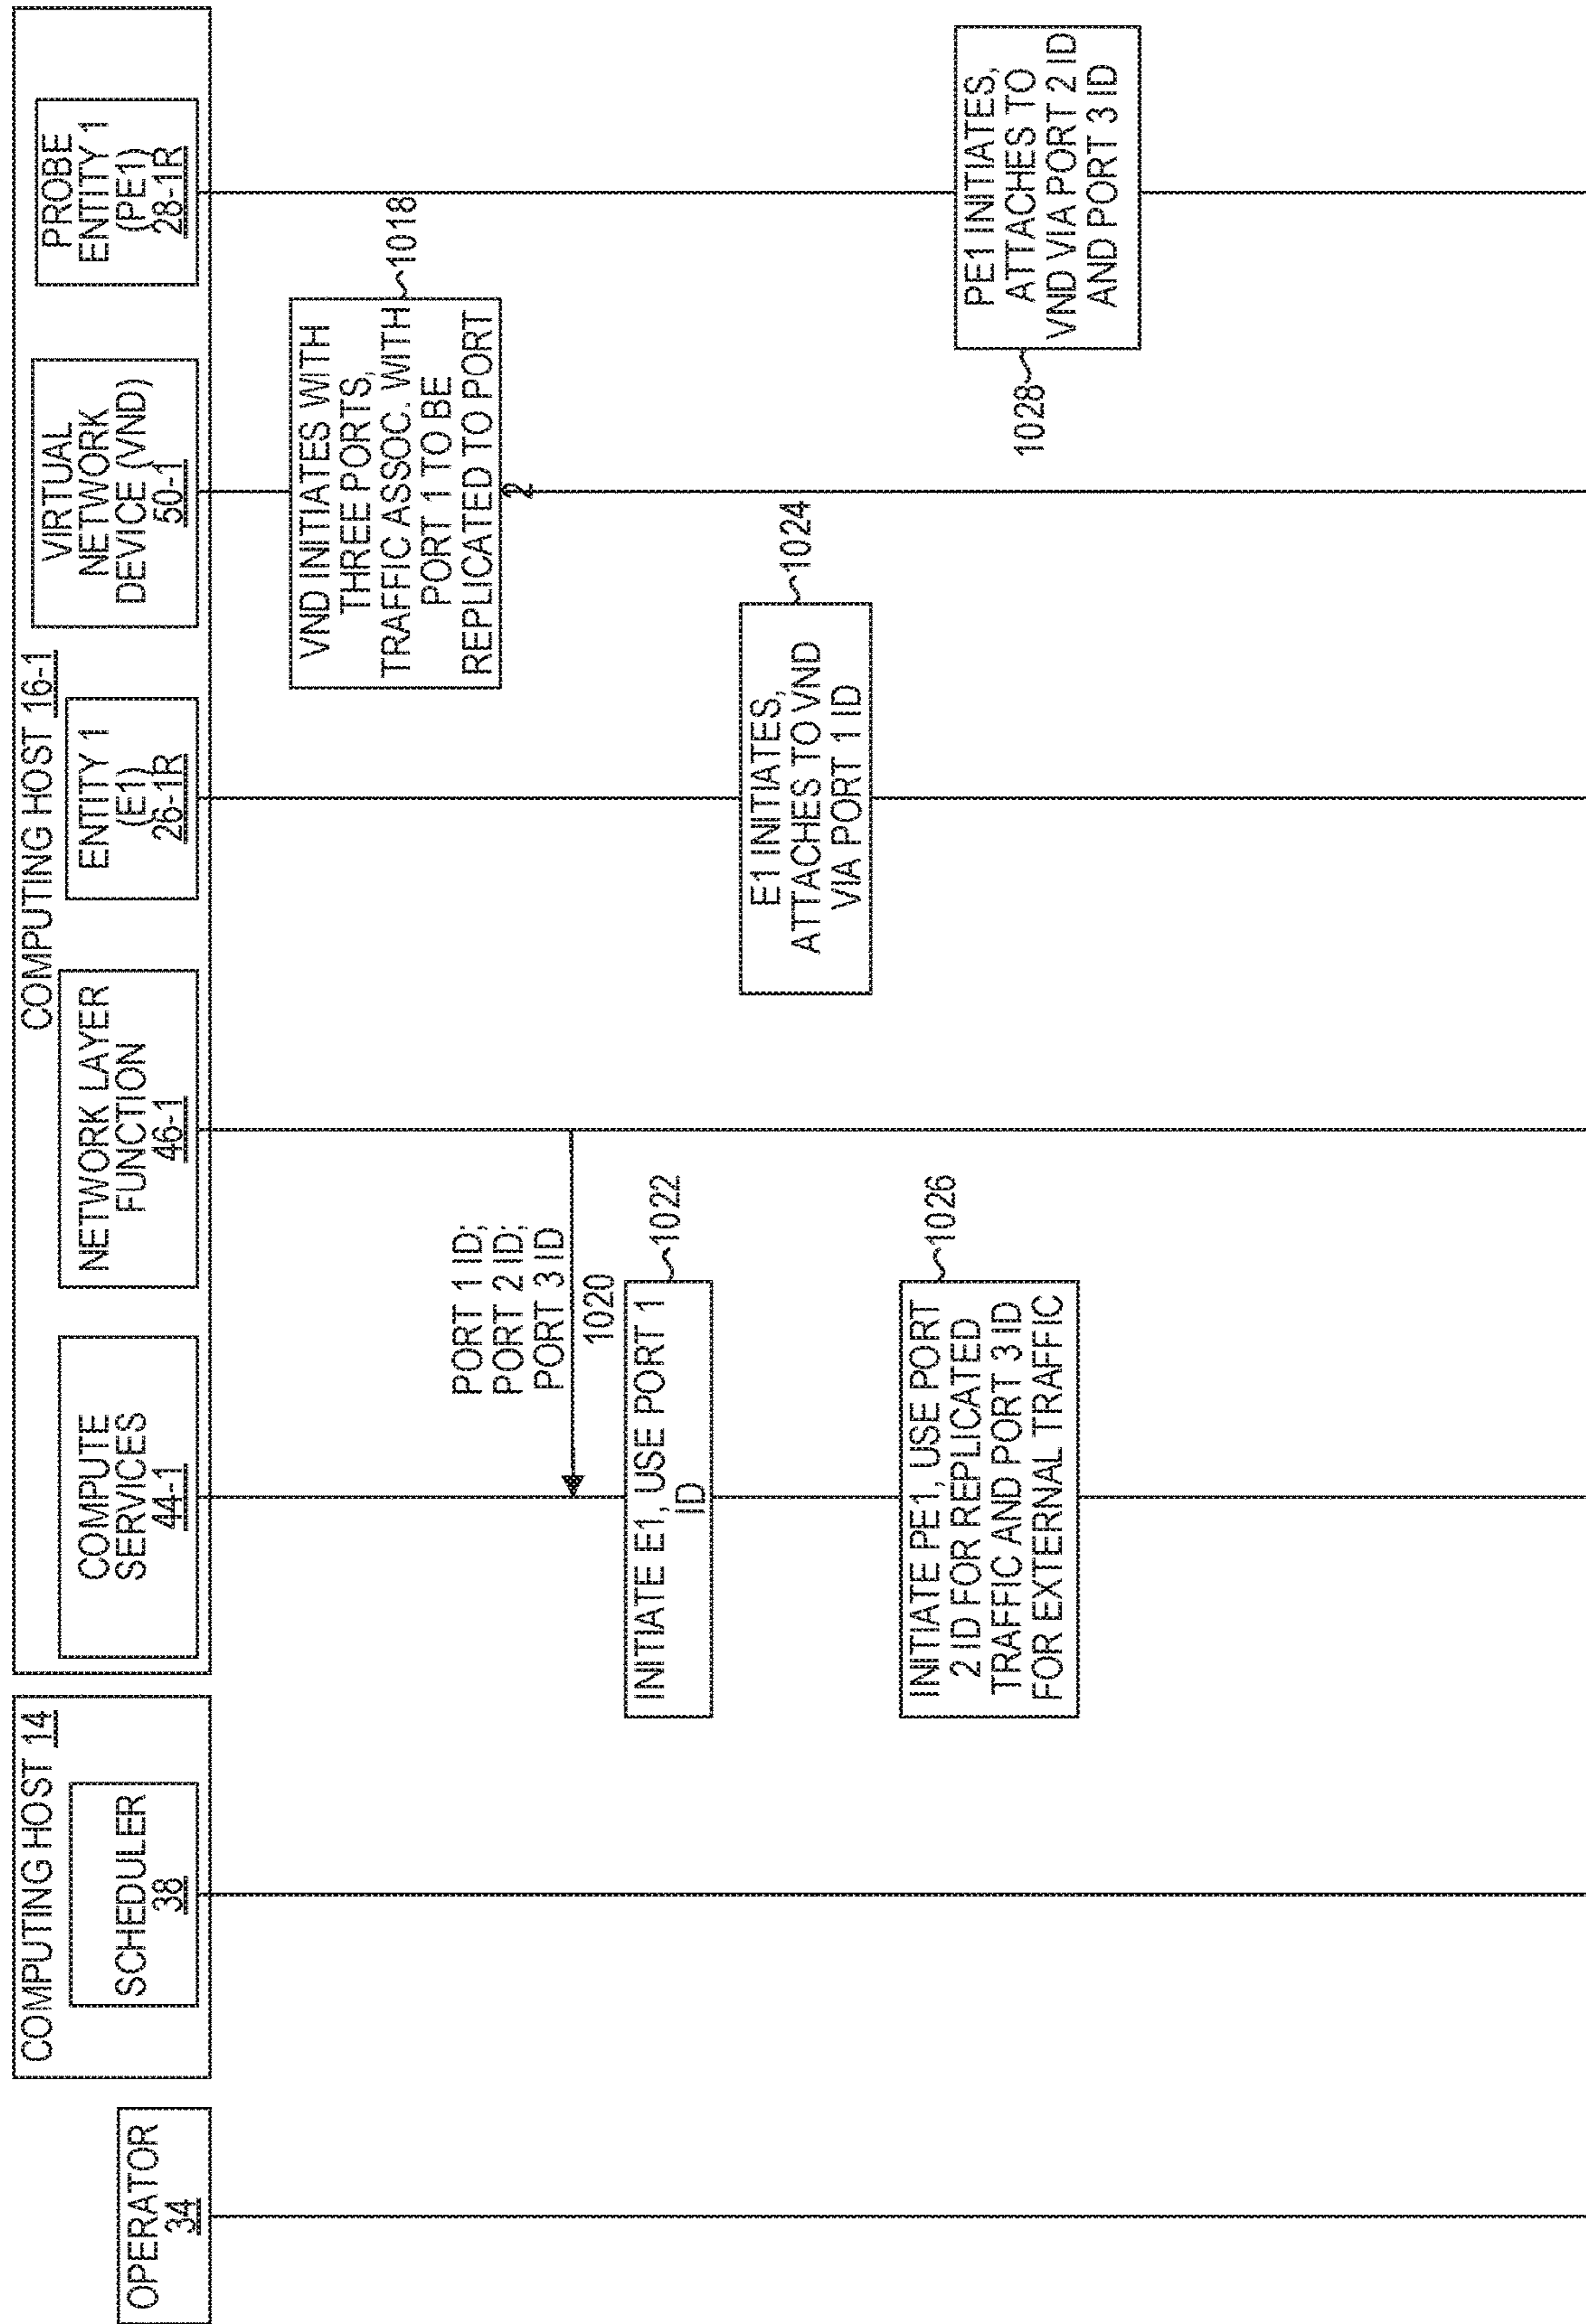 OPERATOR
34
COMPUTING HOST 14
SCHEDULER
38
COMPUTING HOST 16-1
COMPUTE
SERVICES
44-1
NETWORK LAYER
FUNCTION
46-1
ENTITY 1
(E1)
26-1R
VIRTUAL
NETWORK
DEVICE (VND)
50-1
PROBE
ENTITY 1
(PE1)
28-1R
VND INITIATES WITH
THREE PORTS,
TRAFFIC ASSOC. WITH
PORT 1 TO BE
REPLICATED TO PORT
2
1018
PORT 1 ID;
PORT 2 ID;
PORT 3 ID
1020
INITIATE E1, USE PORT 1
ID
1022
E1 INITIATES,
ATTACHES TO VND
VIA PORT 1 ID
1024
INITIATE PE1, USE PORT
2 ID FOR REPLICATED
TRAFFIC AND PORT 3 ID
FOR EXTERNAL TRAFFIC
1026
PE1 INITIATES,
ATTACHES TO
VND VIA PORT 2 ID
AND PORT 3 ID
1028